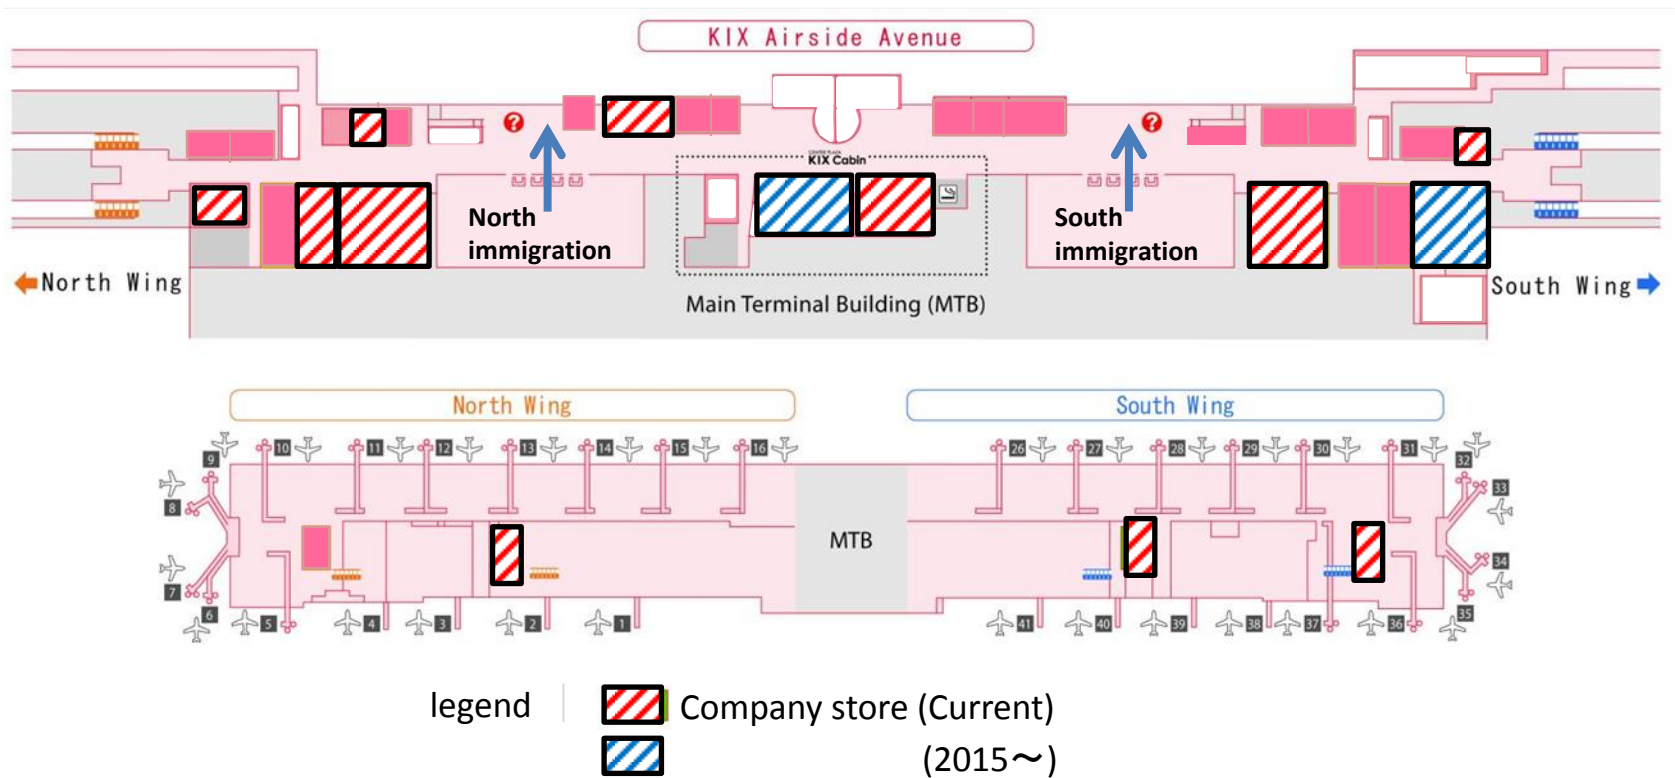 KIX Airside Avenue
?
?
CENTER PLAZA
KIX Cabin
North
immigration
South
immigration
North Wing
South Wing
Main Terminal Building (MTB)
North Wing
South Wing
9 10 11 12 13 14 15 16 26 27 28 29 30 31 32
8 33
MTB
7 34
6 5 4 3 2 1 41 40 39 38 37 36 35
legend
Company store (Current)
(2015～)